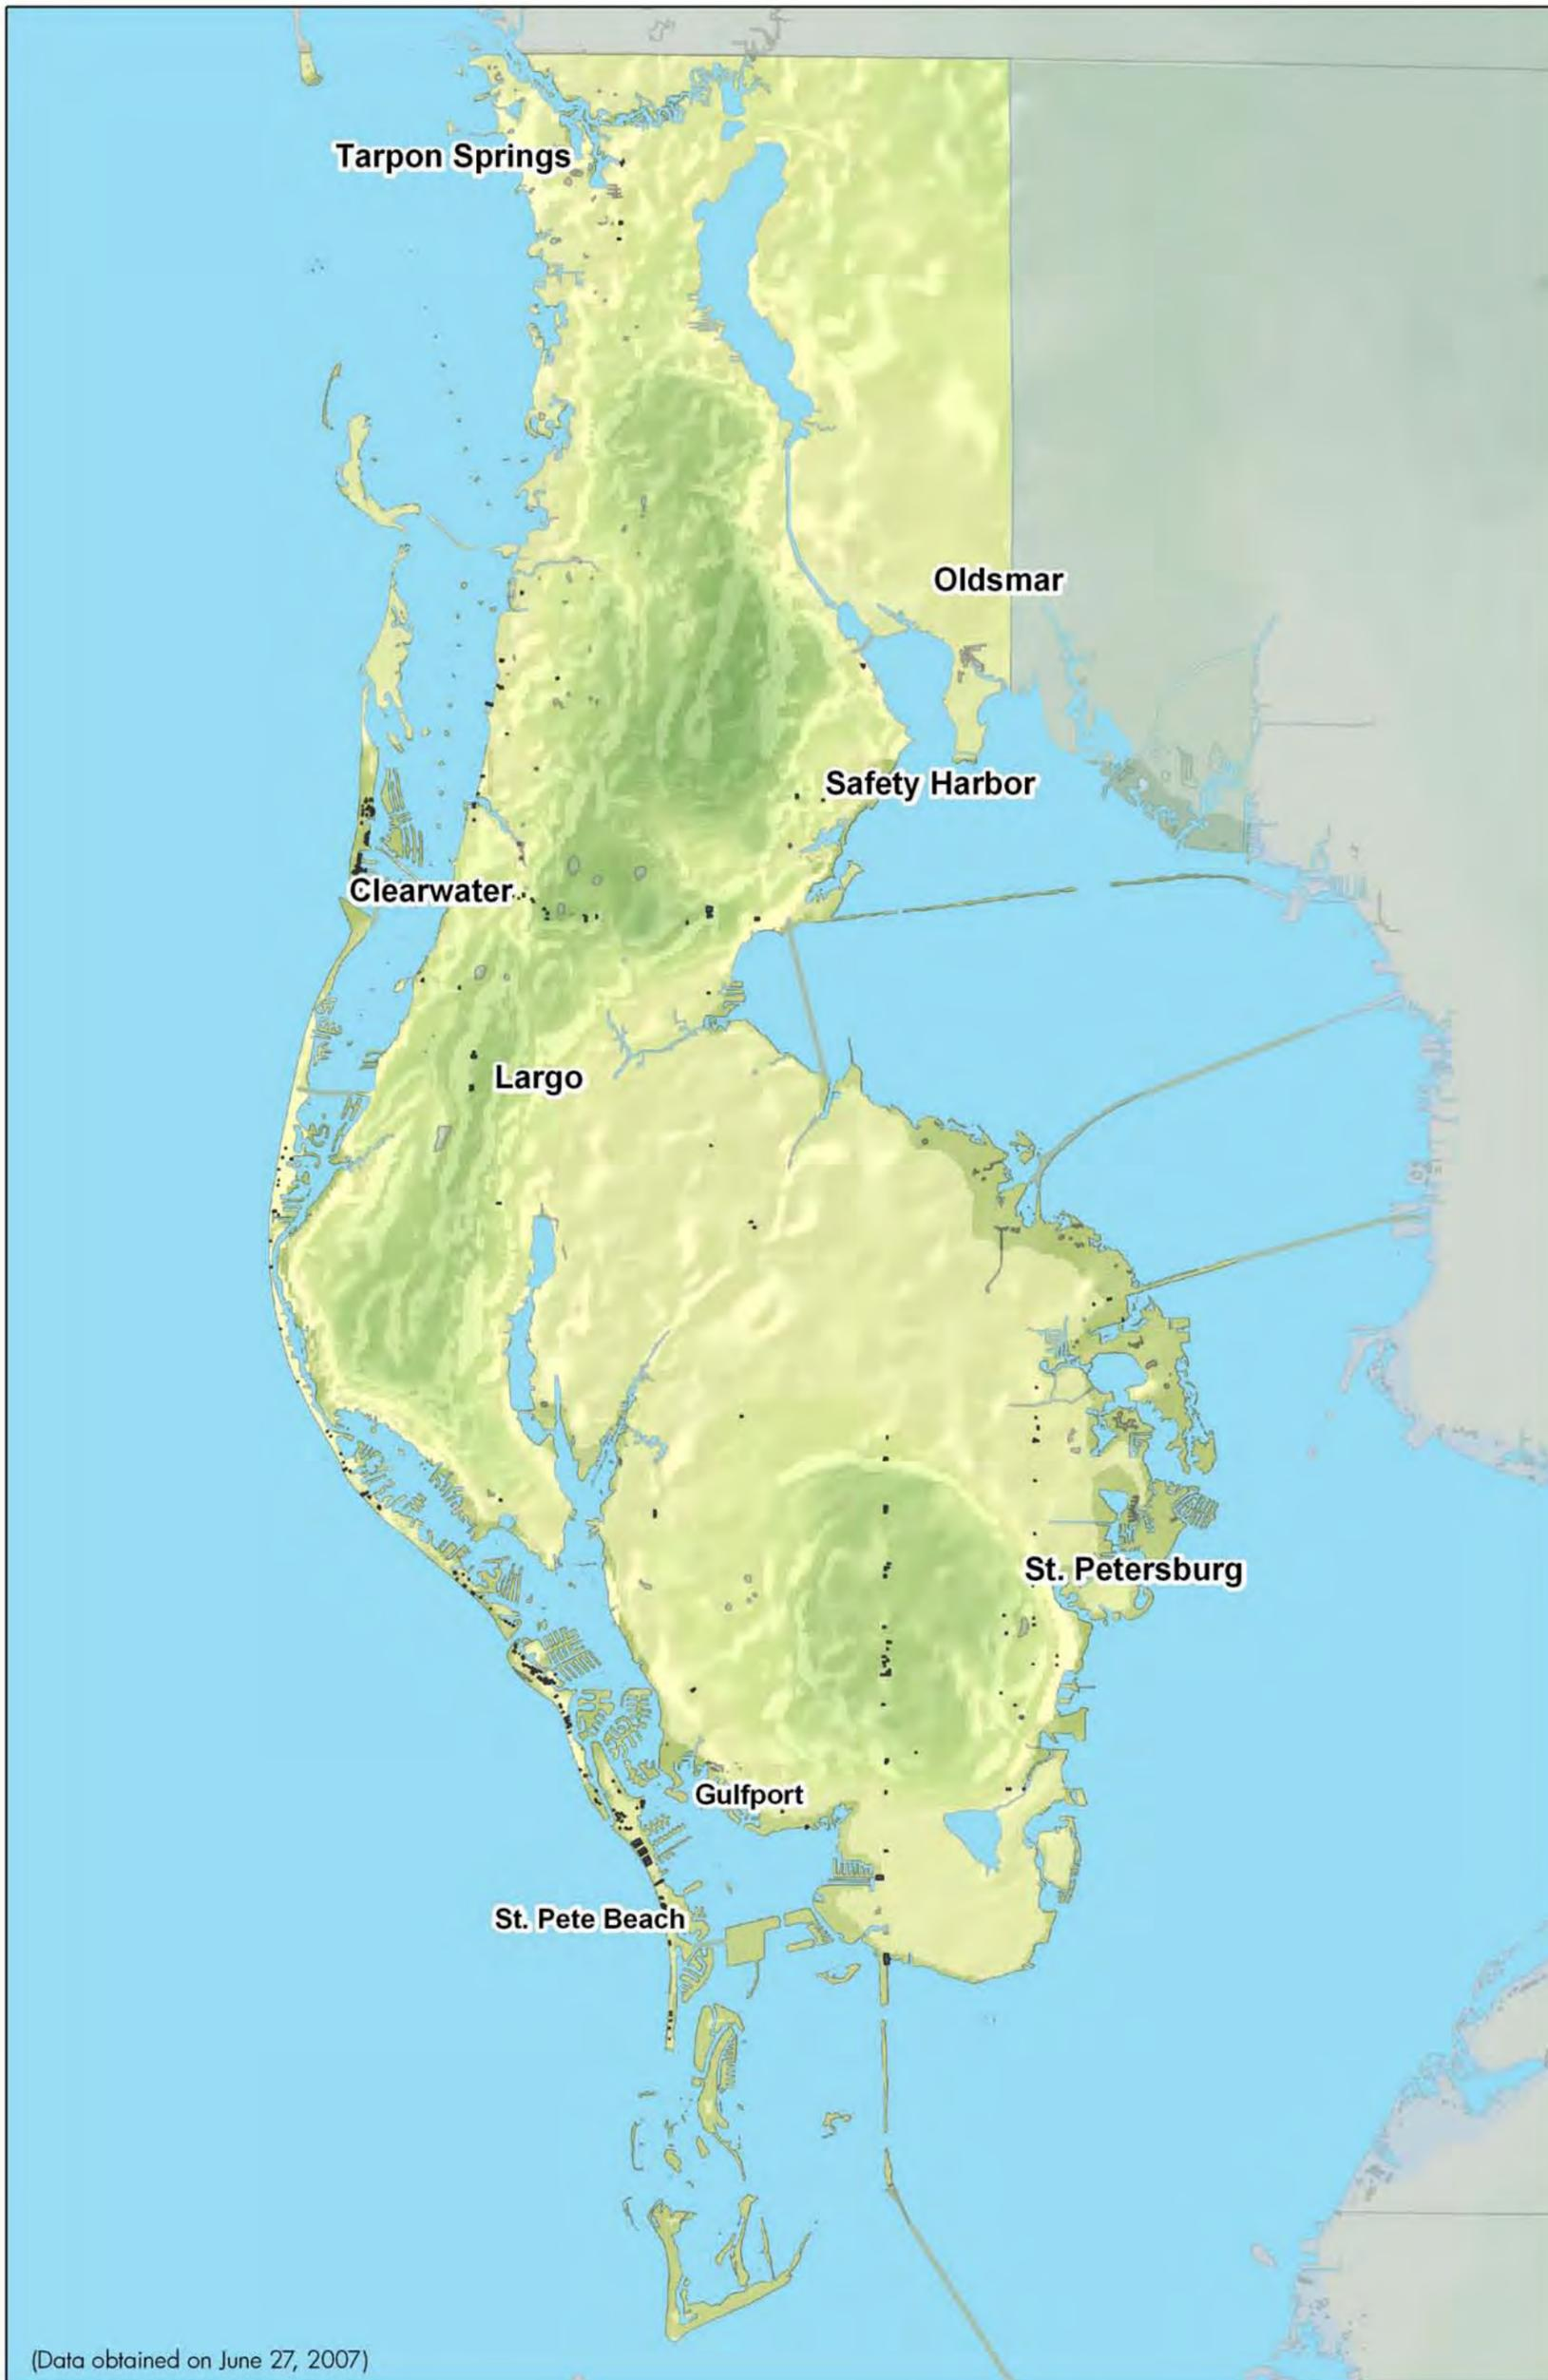 Tarpon Springs
Oldsmar
Safety Harbor
Clearwater
Largo
St. Petersburg
Gulfport
St. Pete Beach
(Data obtained on June 27, 2007)